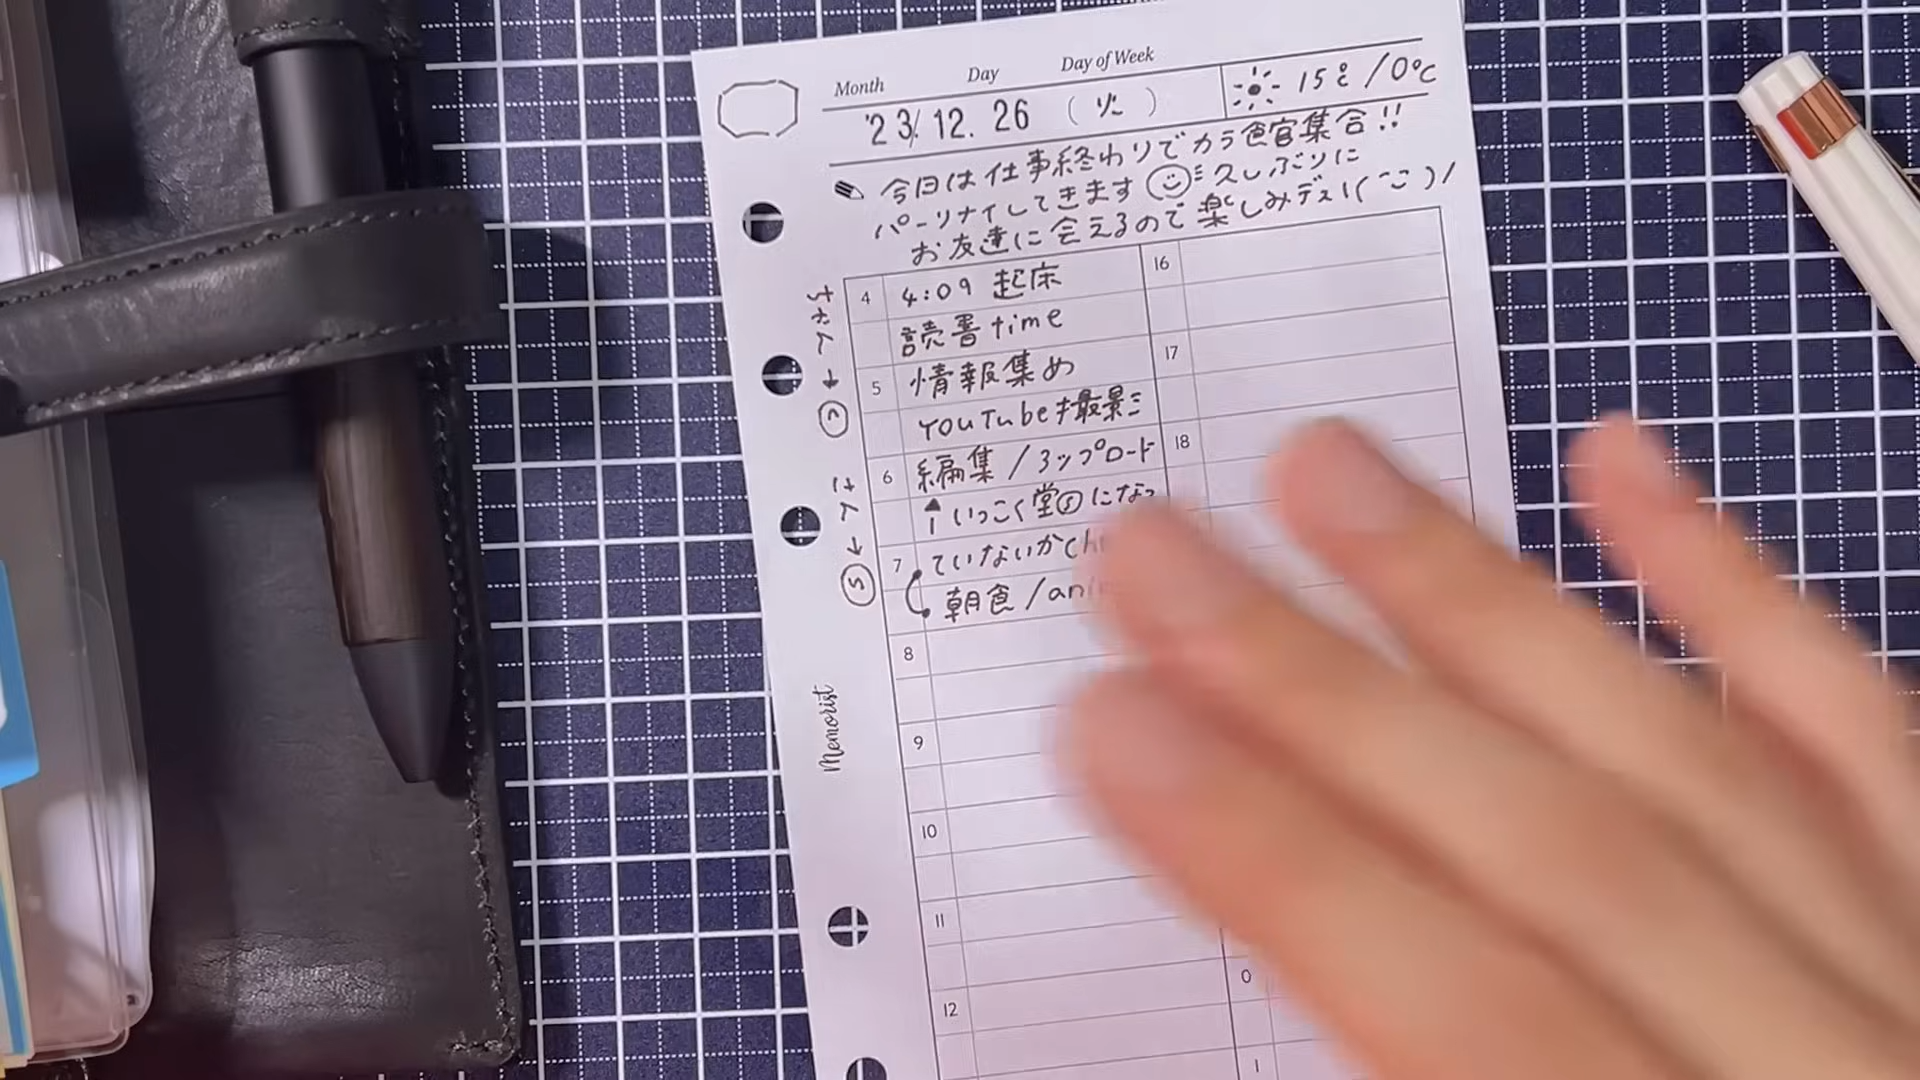 Month Day Day of Week
'23/. 12. 26 (火) 15℃/0℃
今日は仕事終わりでカラ館集合!!
パーリナイしてきます 久しぶりに
お友達に会えるので楽しみデス
4 4:09 起床
読書time
5 情報集め
YouTube撮影
6 編集/アップロード
↑いっこく堂になっ
7 ていないかch
朝食/ani
8
9
10
11
12
16
17
18
0
1
→C
→S
Memorist